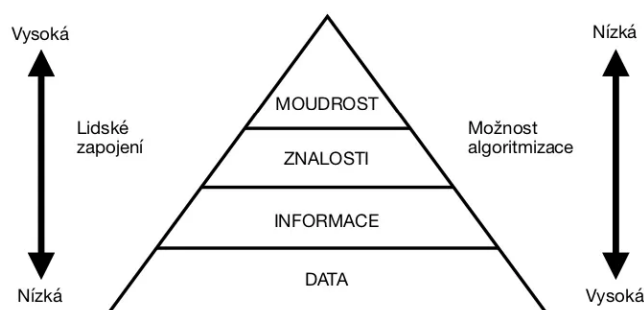 Vysoká
Nízká
MOUDROST
Lidské
zapojení
Možnost
algoritmizace
ZNALOSTI
INFORMACE
DATA
Nízká
Vysoká